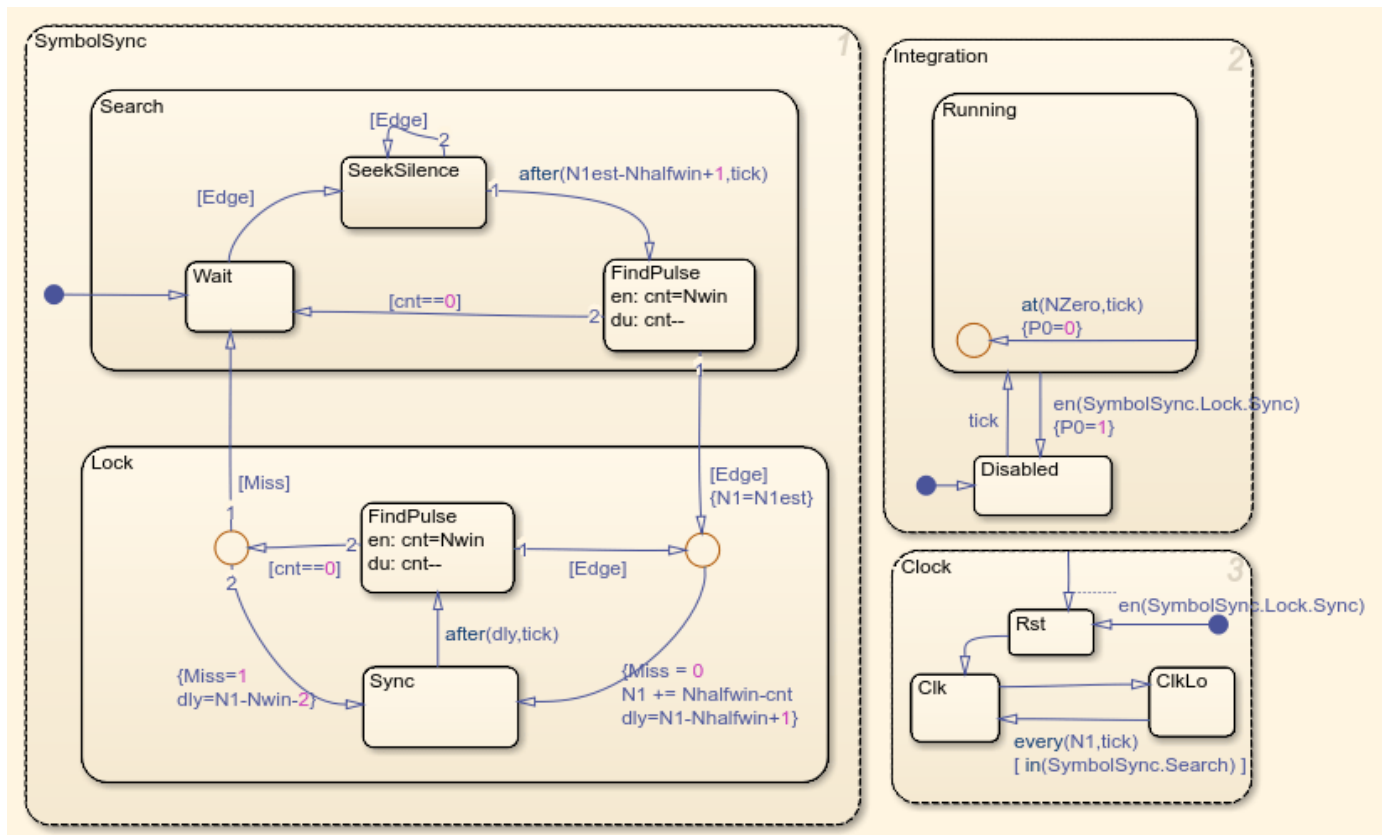 SymbolSync
1
Search
[Edge]
2
SeekSilence
1
after(N1est-Nhalfwin+1,tick)
[Edge]
Wait
FindPulse
en: cnt=Nwin
du: cnt--
[cnt==0]
2
1
Lock
[Miss]
1
[Edge]
{N1=N1est}
FindPulse
en: cnt=Nwin
du: cnt--
2
1
[cnt==0]
[Edge]
2
after(dly,tick)
{Miss=1
dly=N1-Nwin-2}
Sync
{Miss = 0
N1 += Nhalfwin-cnt
dly=N1-Nhalfwin+1}
Integration
2
Running
at(NZero,tick)
{P0=0}
tick
en(SymbolSync.Lock.Sync)
{P0=1}
Disabled
Clock
3
en(SymbolSync.Lock.Sync)
Rst
Clk
ClkLo
every(N1,tick)
[ in(SymbolSync.Search) ]